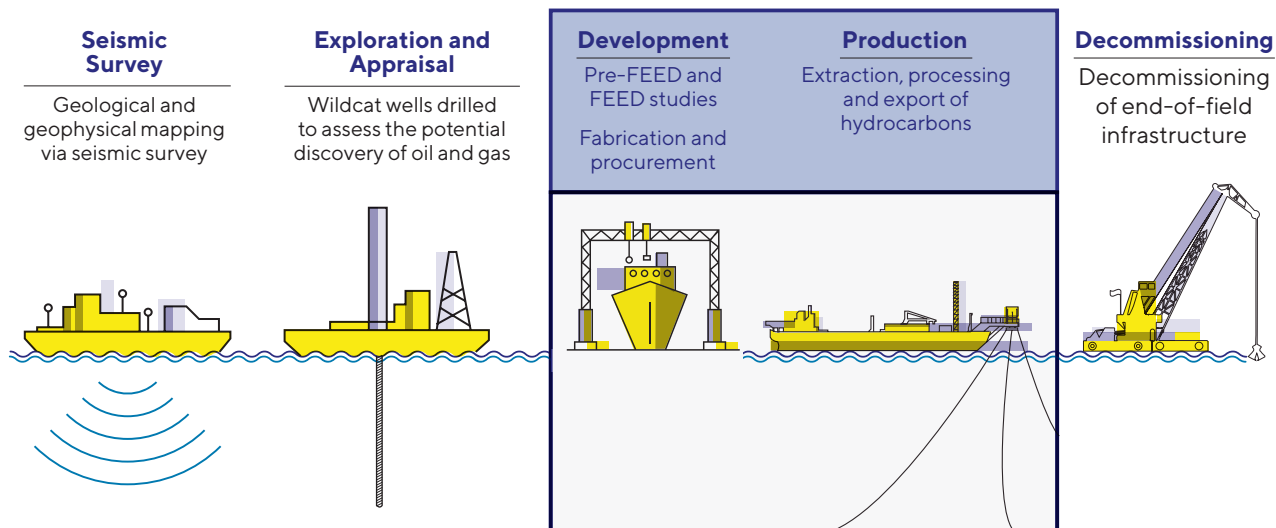 Seismic
Survey
Geological and
geophysical mapping
via seismic survey
Exploration and
Appraisal
Wildcat wells drilled
to assess the potential
discovery of oil and gas
Development
Pre-FEED and
FEED studies
Fabrication and
procurement
Production
Extraction, processing
and export of
hydrocarbons
Decommissioning
Decommissioning
of end-of-field
infrastructure